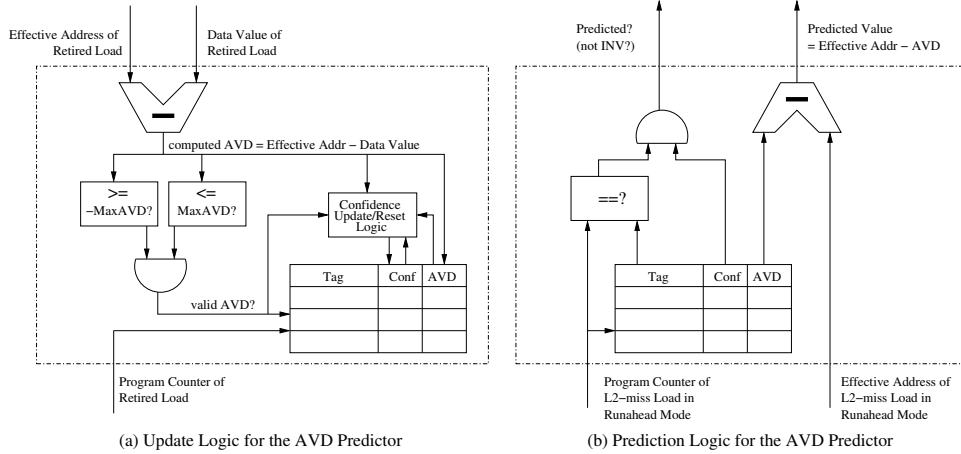 Effective Address of
Retired Load
Data Value of
Retired Load
computed AVD = Effective Addr − Data Value
>=
−MaxAVD?
<=
MaxAVD?
Confidence
Update/Reset
Logic
Tag
Conf
AVD
valid AVD?
Program Counter of
Retired Load
(a) Update Logic for the AVD Predictor
Predicted?
(not INV?)
Predicted Value
= Effective Addr − AVD
==?
Tag
Conf
AVD
Program Counter of
L2−miss Load in
Runahead Mode
Effective Address of
L2−miss Load in
Runahead Mode
(b) Prediction Logic for the AVD Predictor